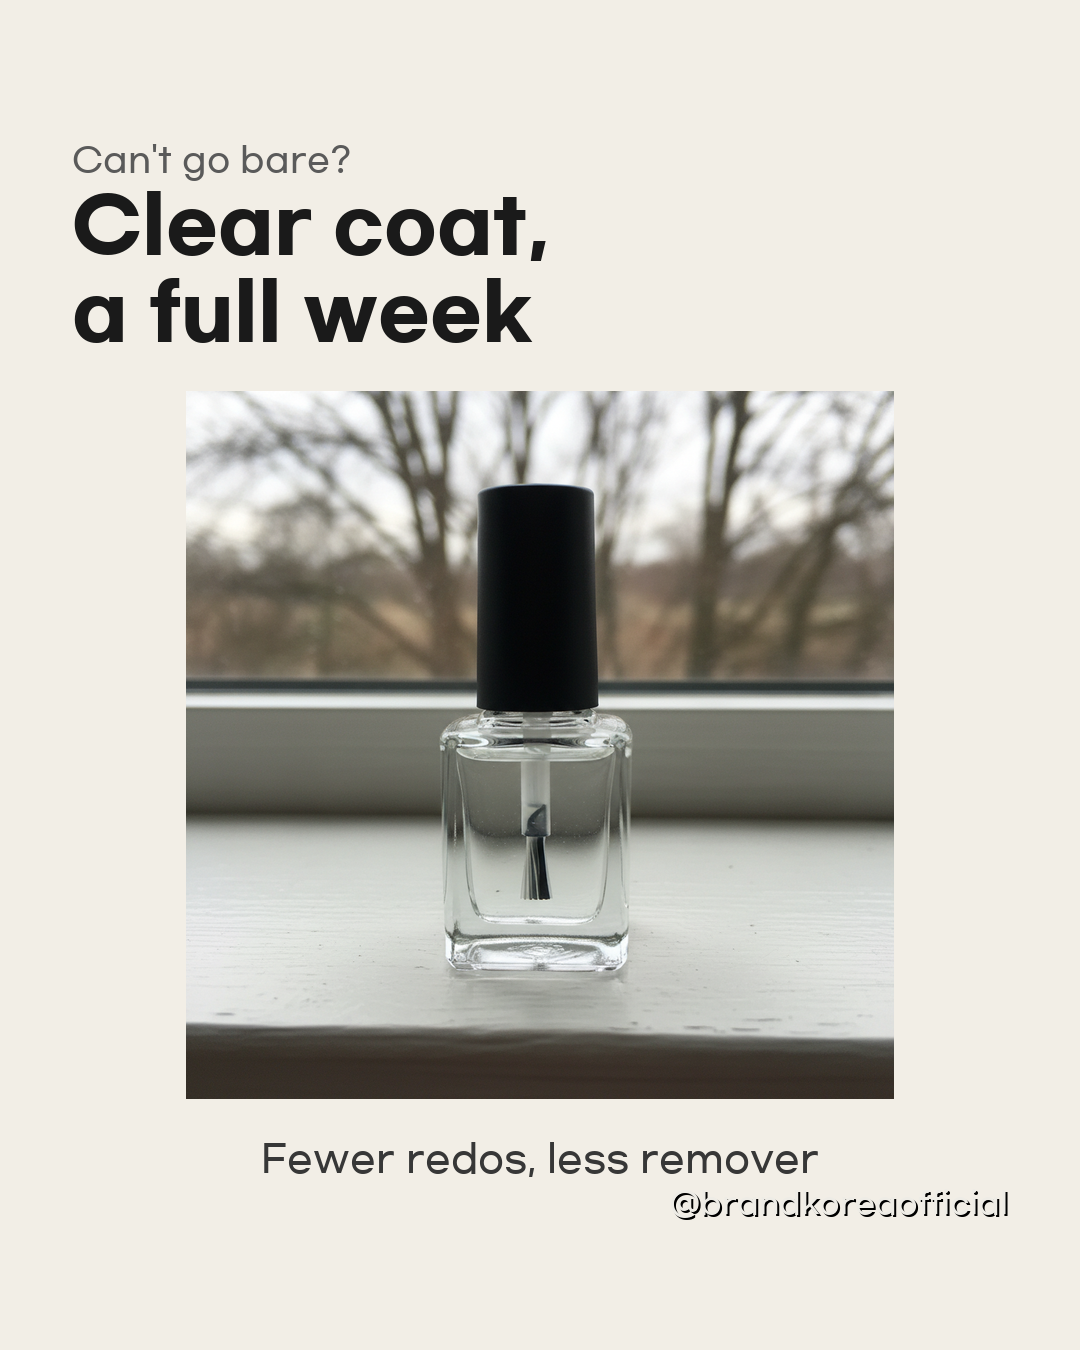 Can't go bare?
Clear coat,
a full week
Fewer redos, less remover
@brandkoreaofficial